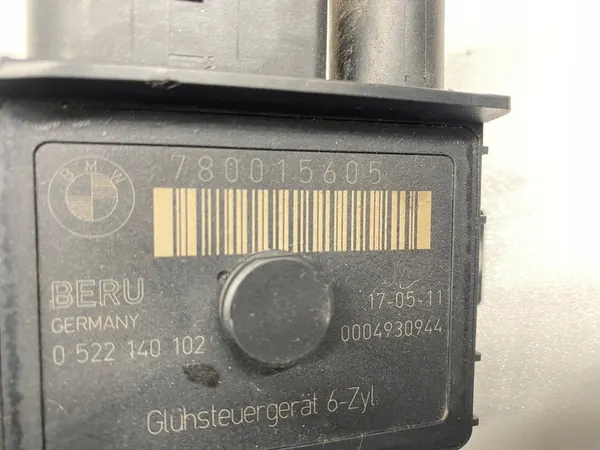 BMW
780015605
BERU
GERMANY
0 522 140 102
17-05-11
0004930944
Glühsteuergerät 6-Zyl.